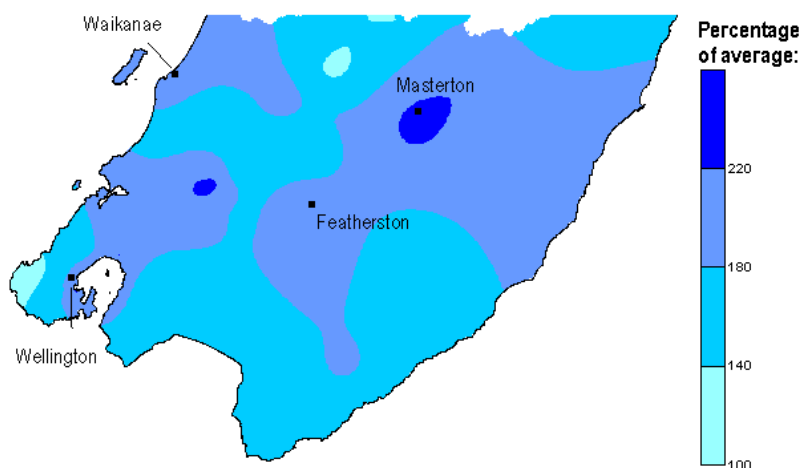 Waikanae
Percentage
of average:
Masterton
220
Featherston
180
Wellington
140
100